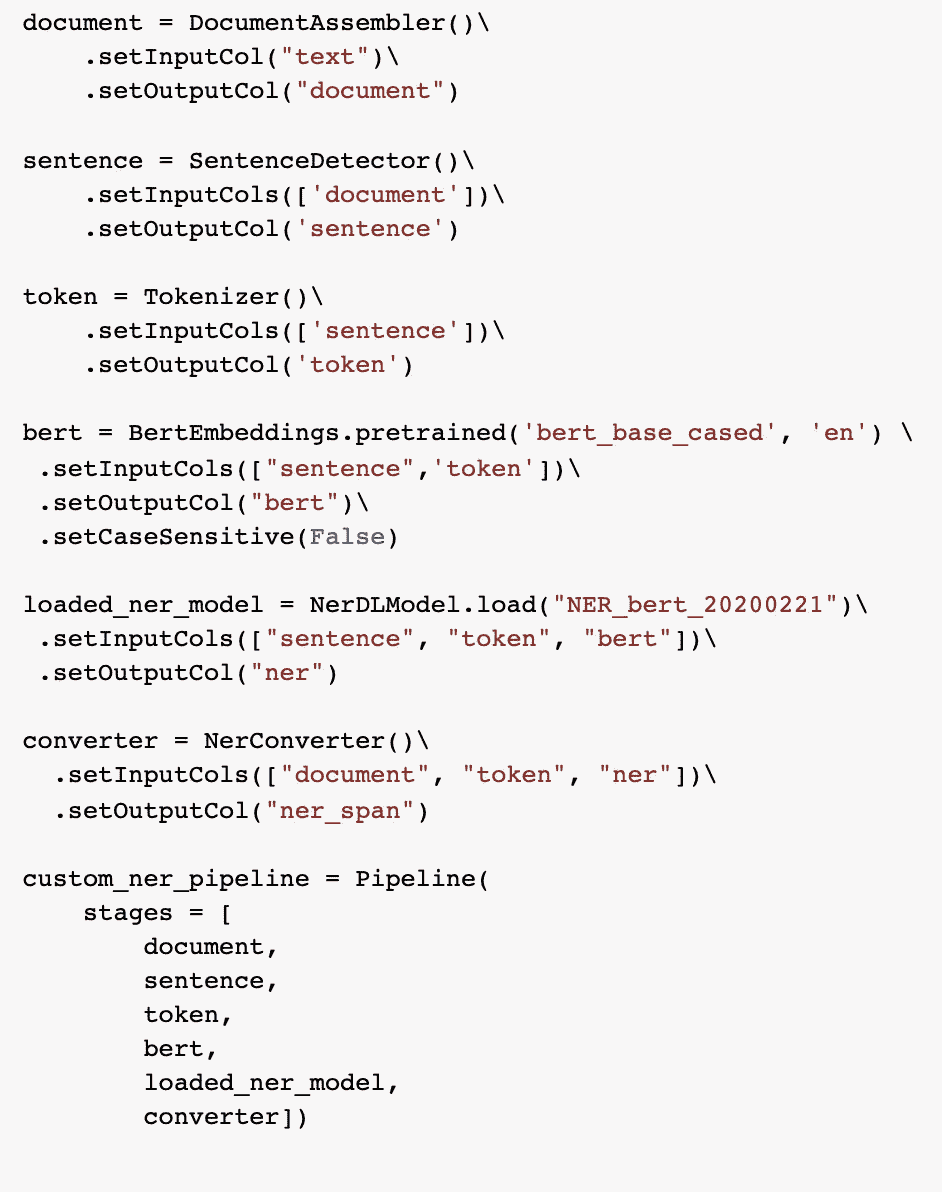 document = DocumentAssembler()\
    .setInputCol("text")\
    .setOutputCol("document")

sentence = SentenceDetector()\
    .setInputCols(['document'])\
    .setOutputCol('sentence')

token = Tokenizer()\
    .setInputCols(['sentence'])\
    .setOutputCol('token')

bert = BertEmbeddings.pretrained('bert_base_cased', 'en') \
 .setInputCols(["sentence",'token'])\
 .setOutputCol("bert")\
 .setCaseSensitive(False)

loaded_ner_model = NerDLModel.load("NER_bert_20200221")\
 .setInputCols(["sentence", "token", "bert"])\
 .setOutputCol("ner")

converter = NerConverter()\
  .setInputCols(["document", "token", "ner"])\
  .setOutputCol("ner_span")

custom_ner_pipeline = Pipeline(
    stages = [
        document,
        sentence,
        token,
        bert,
        loaded_ner_model,
        converter])